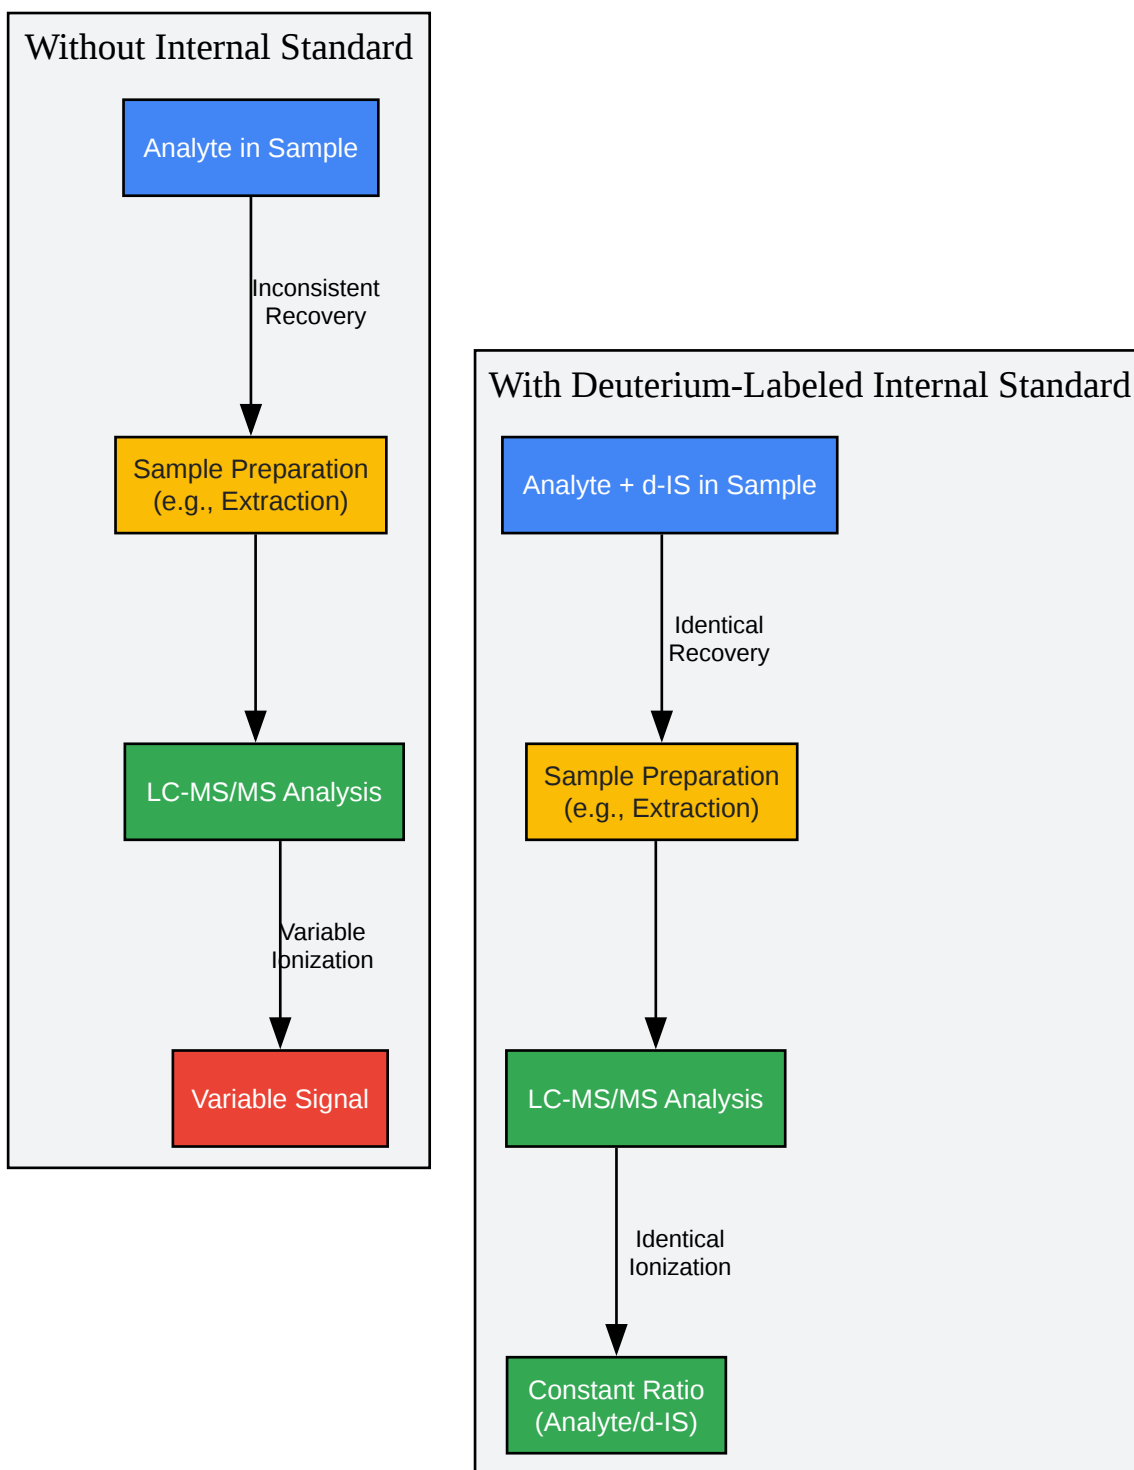 Without Internal Standard
Analyte in Sample
Inconsistent
Recovery
Sample Preparation
(e.g., Extraction)
LC-MS/MS Analysis
Variable
Ionization
Variable Signal
With Deuterium-Labeled Internal Standard
Analyte + d-IS in Sample
Identical
Recovery
Sample Preparation
(e.g., Extraction)
LC-MS/MS Analysis
Identical
Ionization
Constant Ratio
(Analyte/d-IS)